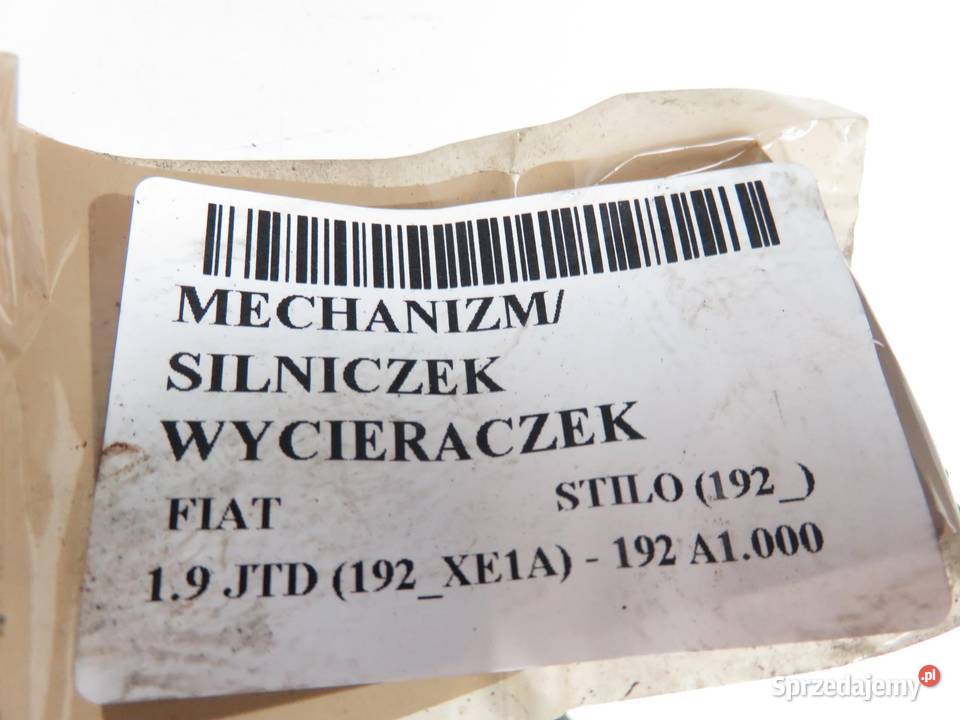 MECHANIZM/
SILNICZEK
WYCIERACZEK
FIAT STILO (192_)
1.9 JTD (192_XE1A) - 192 A1.000
Sprzedajemy.pl